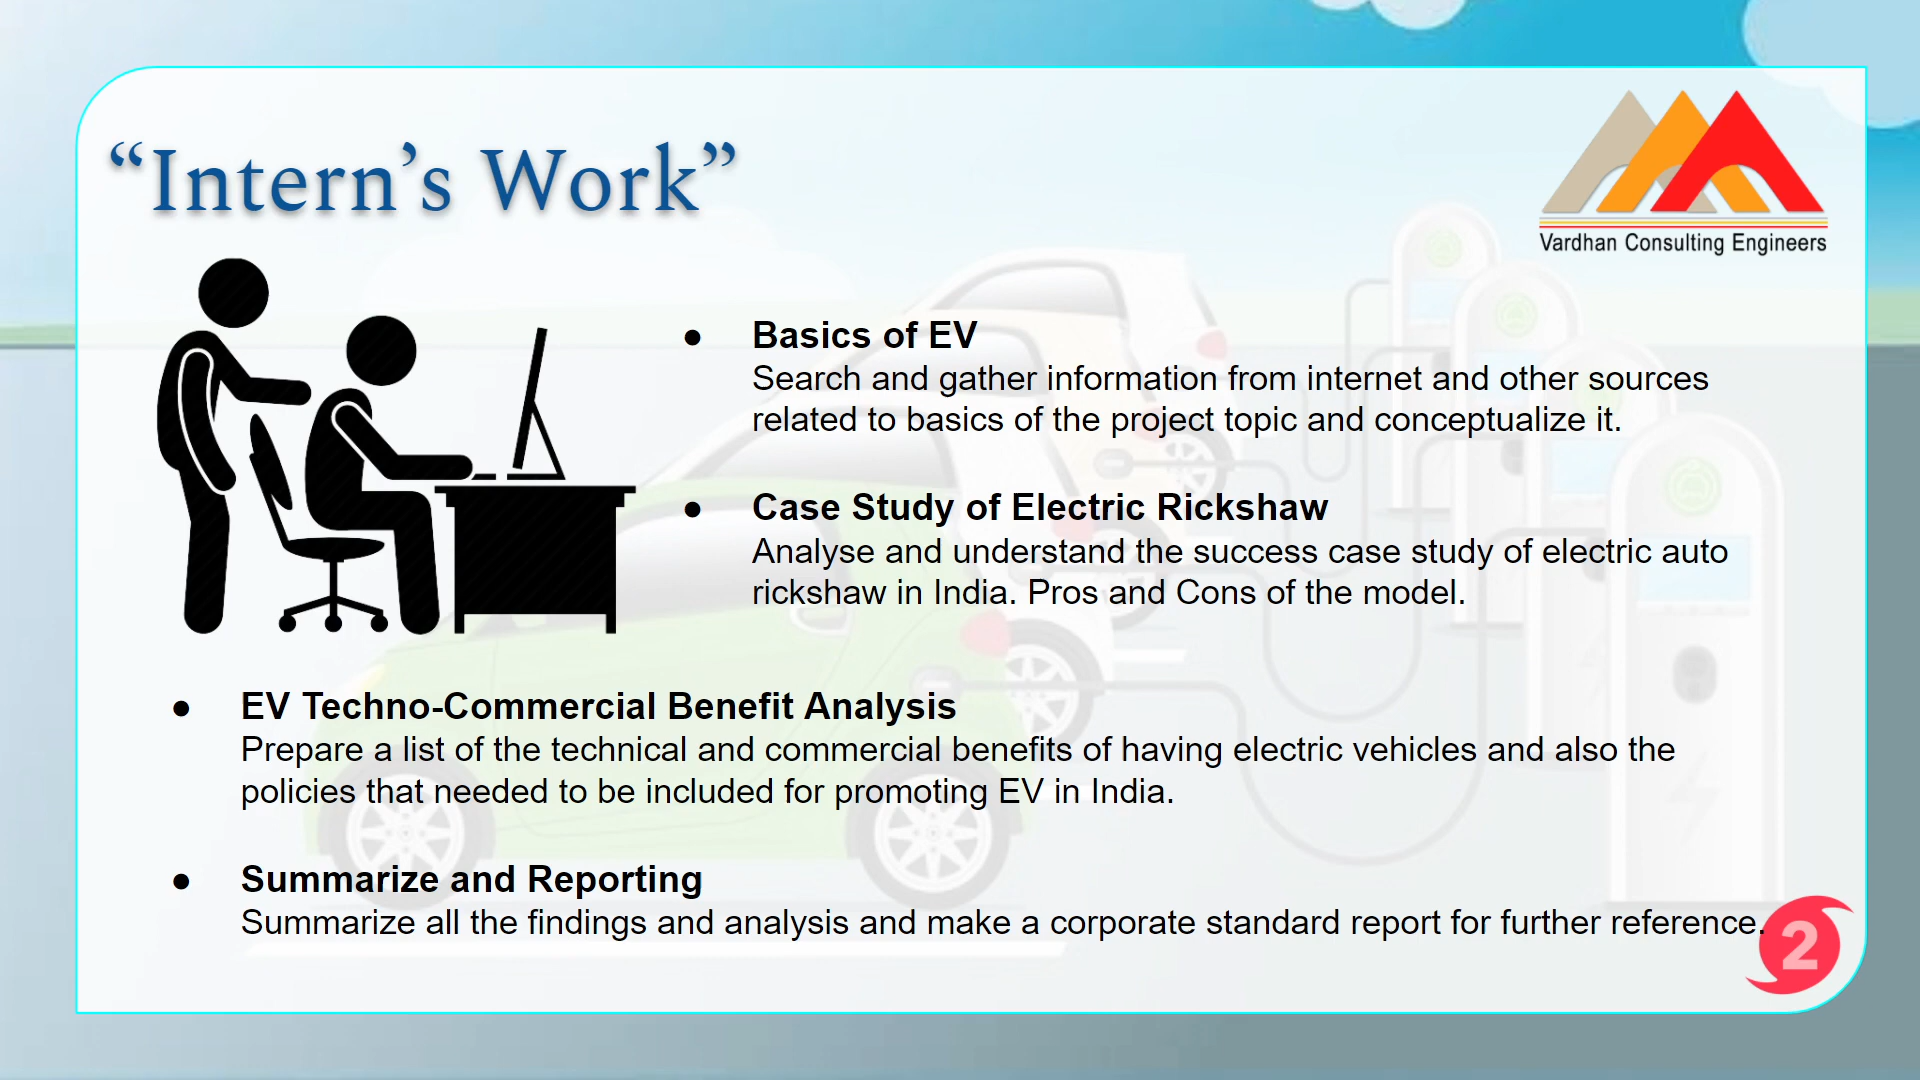 “Intern’s Work”
Vardhan Consulting Engineers
● Basics of EV
Search and gather information from internet and other sources
related to basics of the project topic and conceptualize it.
● Case Study of Electric Rickshaw
Analyse and understand the success case study of electric auto
rickshaw in India. Pros and Cons of the model.
● EV Techno-Commercial Benefit Analysis
Prepare a list of the technical and commercial benefits of having electric vehicles and also the
policies that needed to be included for promoting EV in India.
● Summarize and Reporting
Summarize all the findings and analysis and make a corporate standard report for further reference.
2